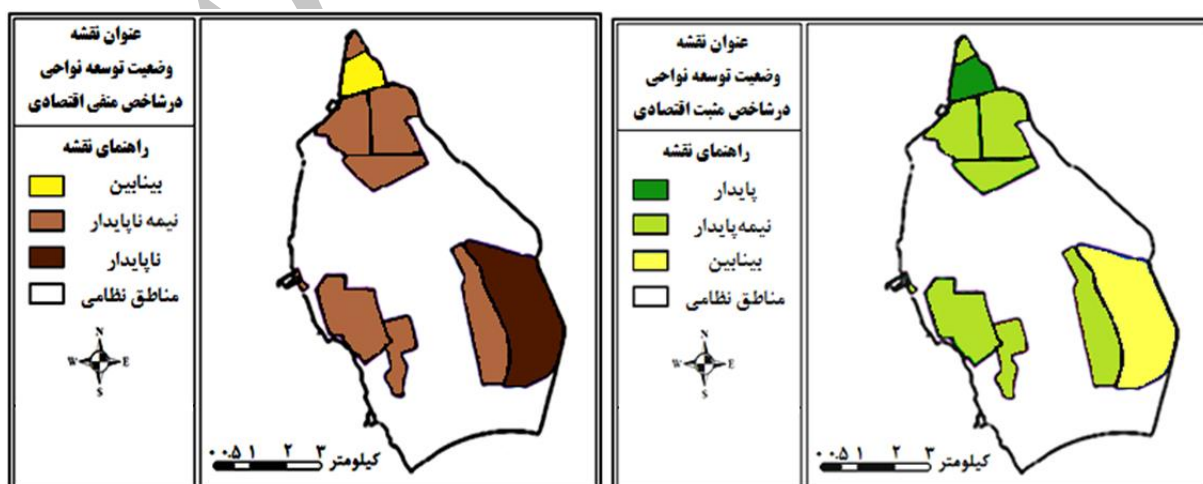 عنوان نقشه
وضعیت توسعه نواحی
درشاخص مثبت اقتصادی
راهنمای نقشه
پایدار
نیمه پایدار
بینابین
مناطق نظامی
N
W E
S
۰ ۰.۵ ۱ ۲ ۳ کیلومتر
عنوان نقشه
وضعیت توسعه نواحی
درشاخص منفی اقتصادی
راهنمای نقشه
بینابین
نیمه ناپایدار
ناپایدار
مناطق نظامی
N
W E
S
۰ ۰.۵ ۱ ۲ ۳ کیلومتر